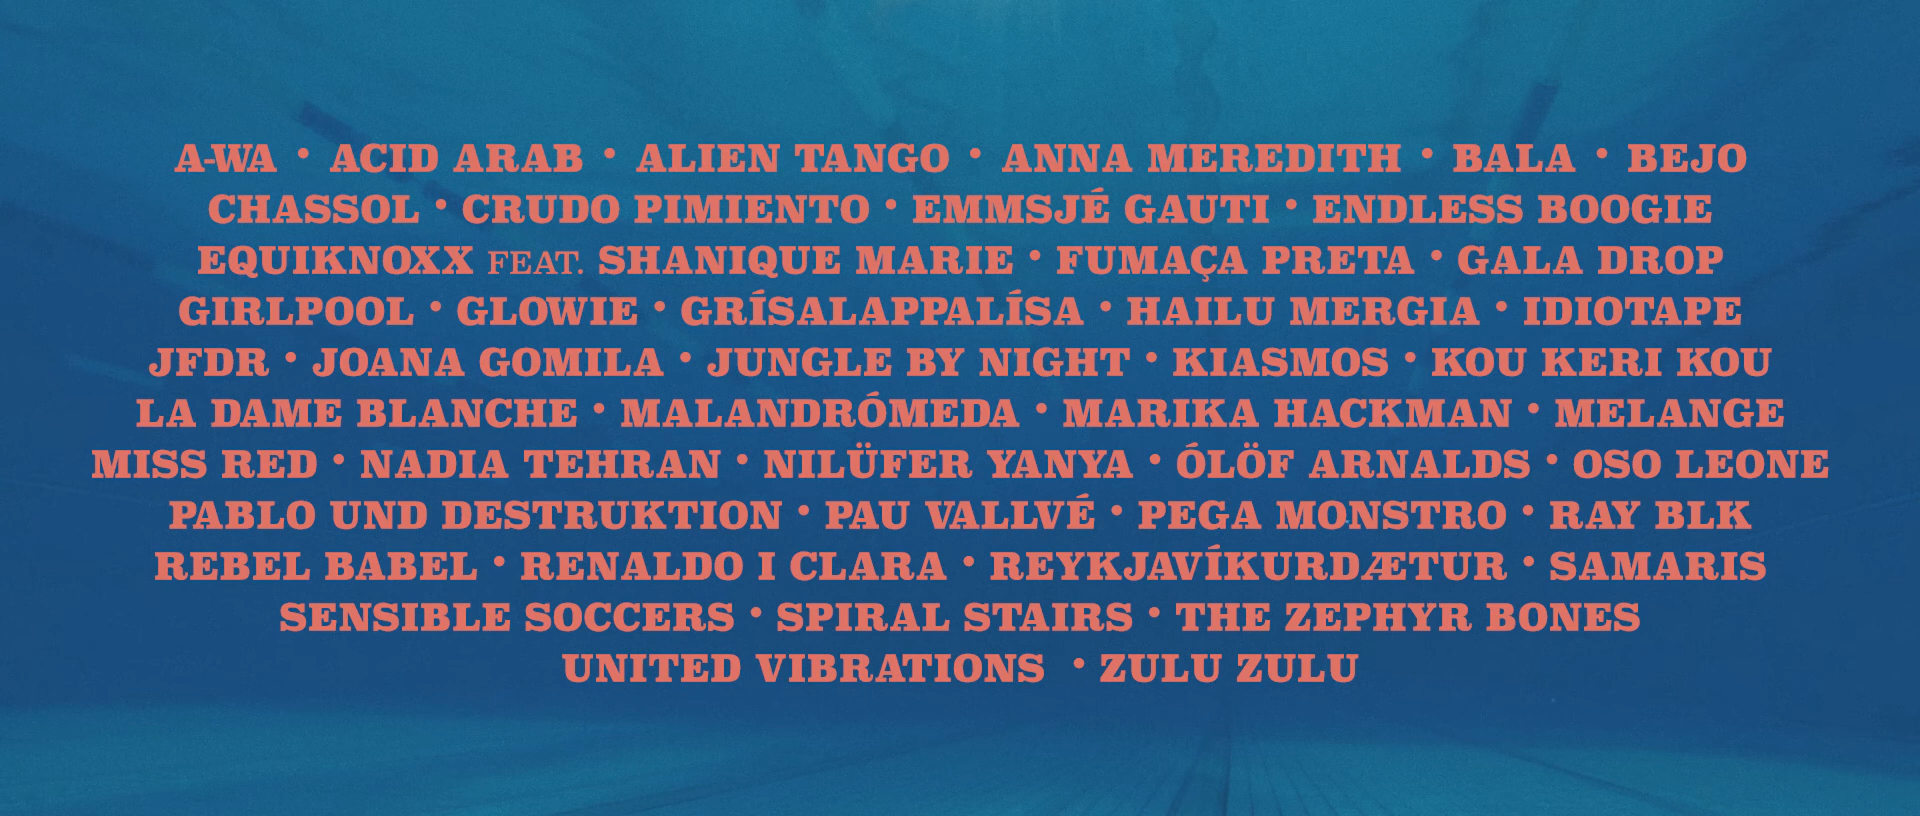 A-WA • ACID ARAB • ALIEN TANGO • ANNA MEREDITH • BALA • BEJO
CHASSOL • CRUDO PIMIENTO • EMMSJÉ GAUTI • ENDLESS BOOGIE
EQUIKNOXX FEAT. SHANIQUE MARIE • FUMAÇA PRETA • GALA DROP
GIRLPOOL • GLOWIE • GRÍSALAPPALÍSA • HAILU MERGIA • IDIOTAPE
JFDR • JOANA GOMILA • JUNGLE BY NIGHT • KIASMOS • KOU KERI KOU
LA DAME BLANCHE • MALANDRÓMEDA • MARIKA HACKMAN • MELANGE
MISS RED • NADIA TEHRAN • NILÜFER YANYA • ÓLÖF ARNALDS • OSO LEONE
PABLO UND DESTRUKTION • PAU VALLVÉ • PEGA MONSTRO • RAY BLK
REBEL BABEL • RENALDO I CLARA • REYKJAVÍKURDÆTUR • SAMARIS
SENSIBLE SOCCERS • SPIRAL STAIRS • THE ZEPHYR BONES
UNITED VIBRATIONS • ZULU ZULU